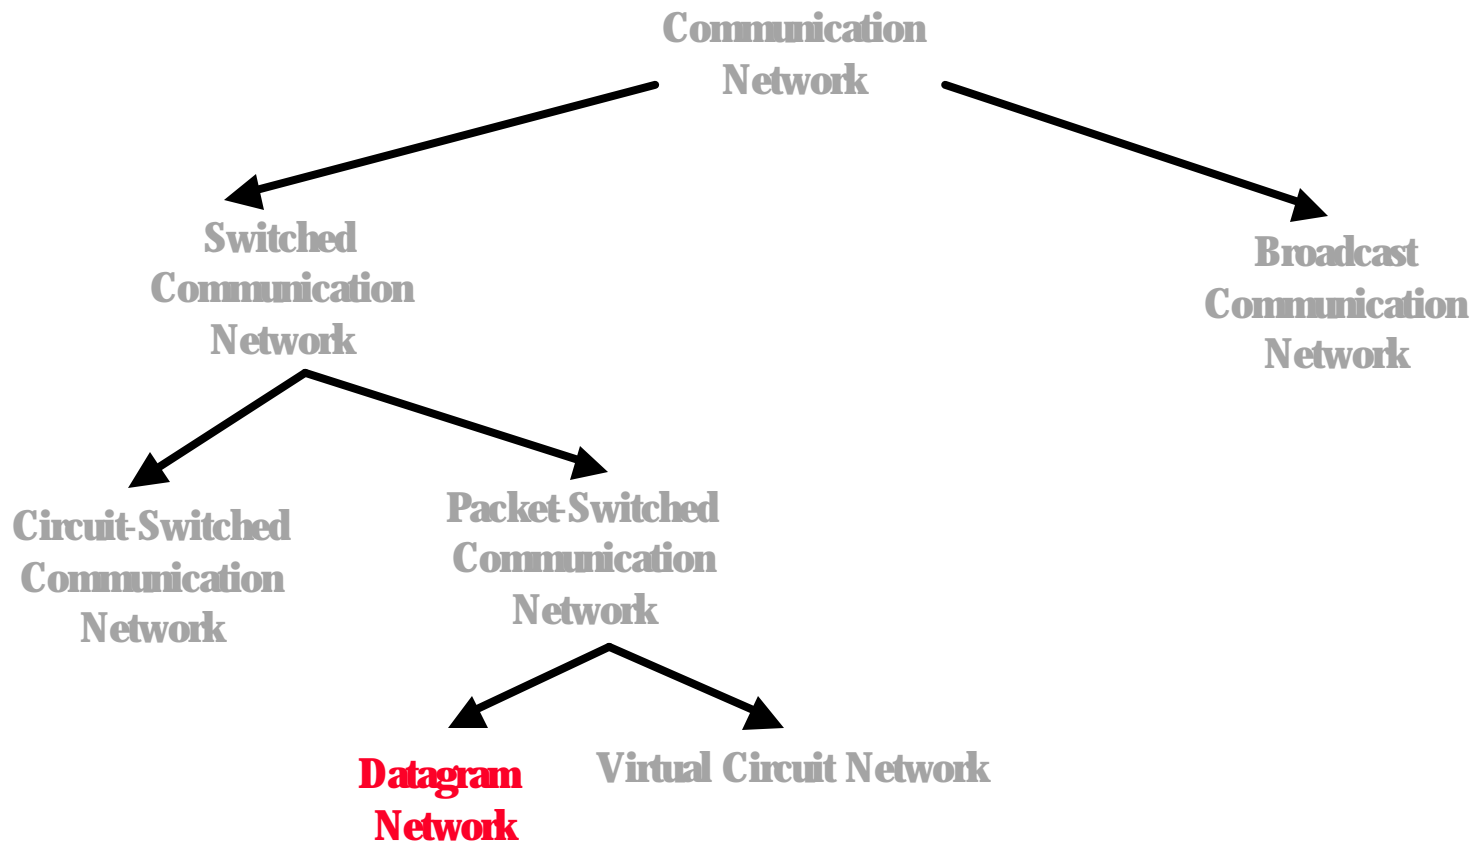 Communication
Network
Switched
Communication
Network
Broadcast
Communication
Network
Circuit-Switched
Communication
Network
Packet-Switched
Communication
Network
Datagram
Network
Virtual Circuit Network